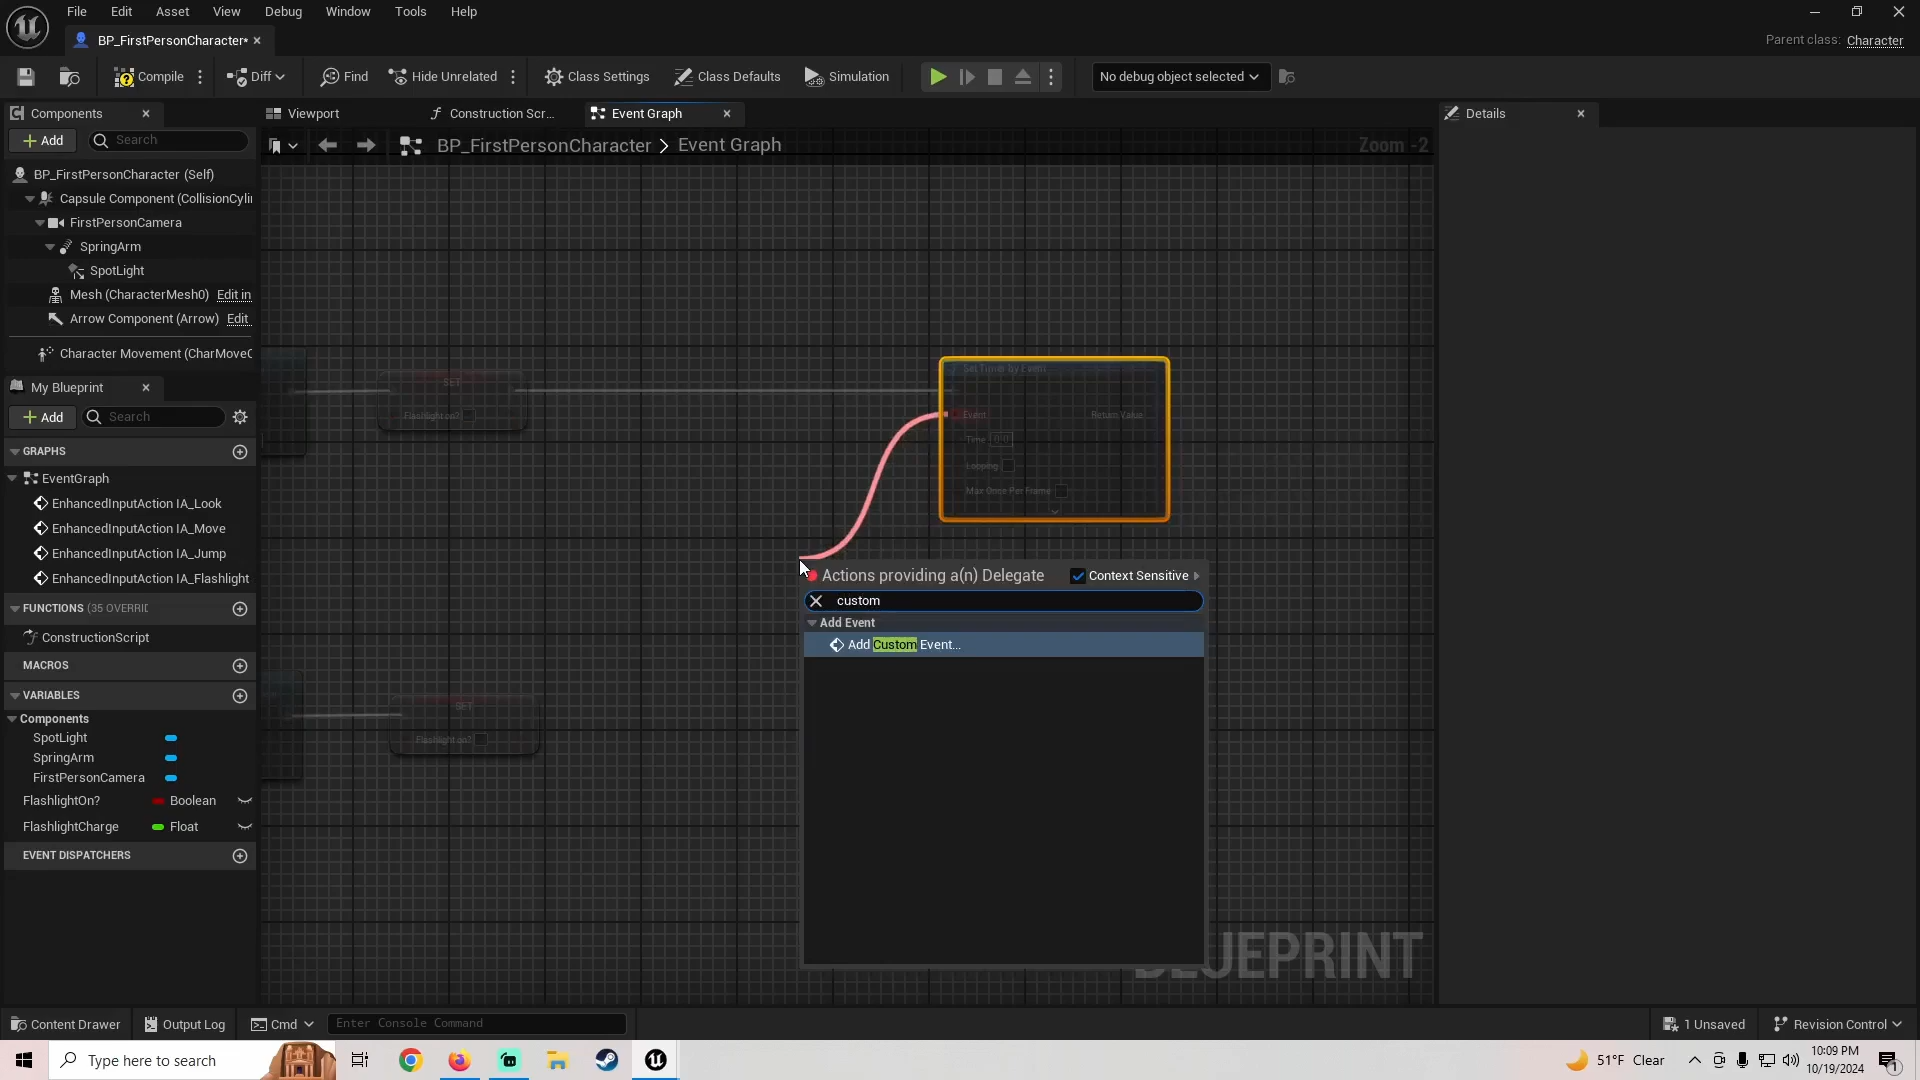 File Edit Asset View Debug Window Tools Help
BP_FirstPersonCharacter*
Parent class: Character
Compile Diff Find Hide Unrelated Class Settings Class Defaults Simulation No debug object selected
Components Viewport Construction Scr... Event Graph Details
Add Search
BP_FirstPersonCharacter > Event Graph Zoom -2
BP_FirstPersonCharacter (Self)
Capsule Component (CollisionCyli
FirstPersonCamera
SpringArm
SpotLight
Mesh (CharacterMesh0) Edit in
Arrow Component (Arrow) Edit
Character Movement (CharMoveC
My Blueprint
Add Search
GRAPHS
EventGraph
EnhancedInputAction IA_Look
EnhancedInputAction IA_Move
EnhancedInputAction IA_Jump
EnhancedInputAction IA_Flashlight
FUNCTIONS (35 OVERRID
ConstructionScript
MACROS
VARIABLES
Components
SpotLight
SpringArm
FirstPersonCamera
FlashlightOn? Boolean
FlashlightCharge Float
EVENT DISPATCHERS
SET
Flashlight on?
SET
Flashlight on?
Set Timer by Event
Event Return Value
Time 0.0
Looping
Max Once Per Frame
Actions providing a(n) Delegate Context Sensitive
custom
Add Event
Add Custom Event...
BLUEPRINT
Content Drawer Output Log Cmd Enter Console Command 1 Unsaved Revision Control
Type here to search 51°F Clear 10:09 PM
10/19/2024
1